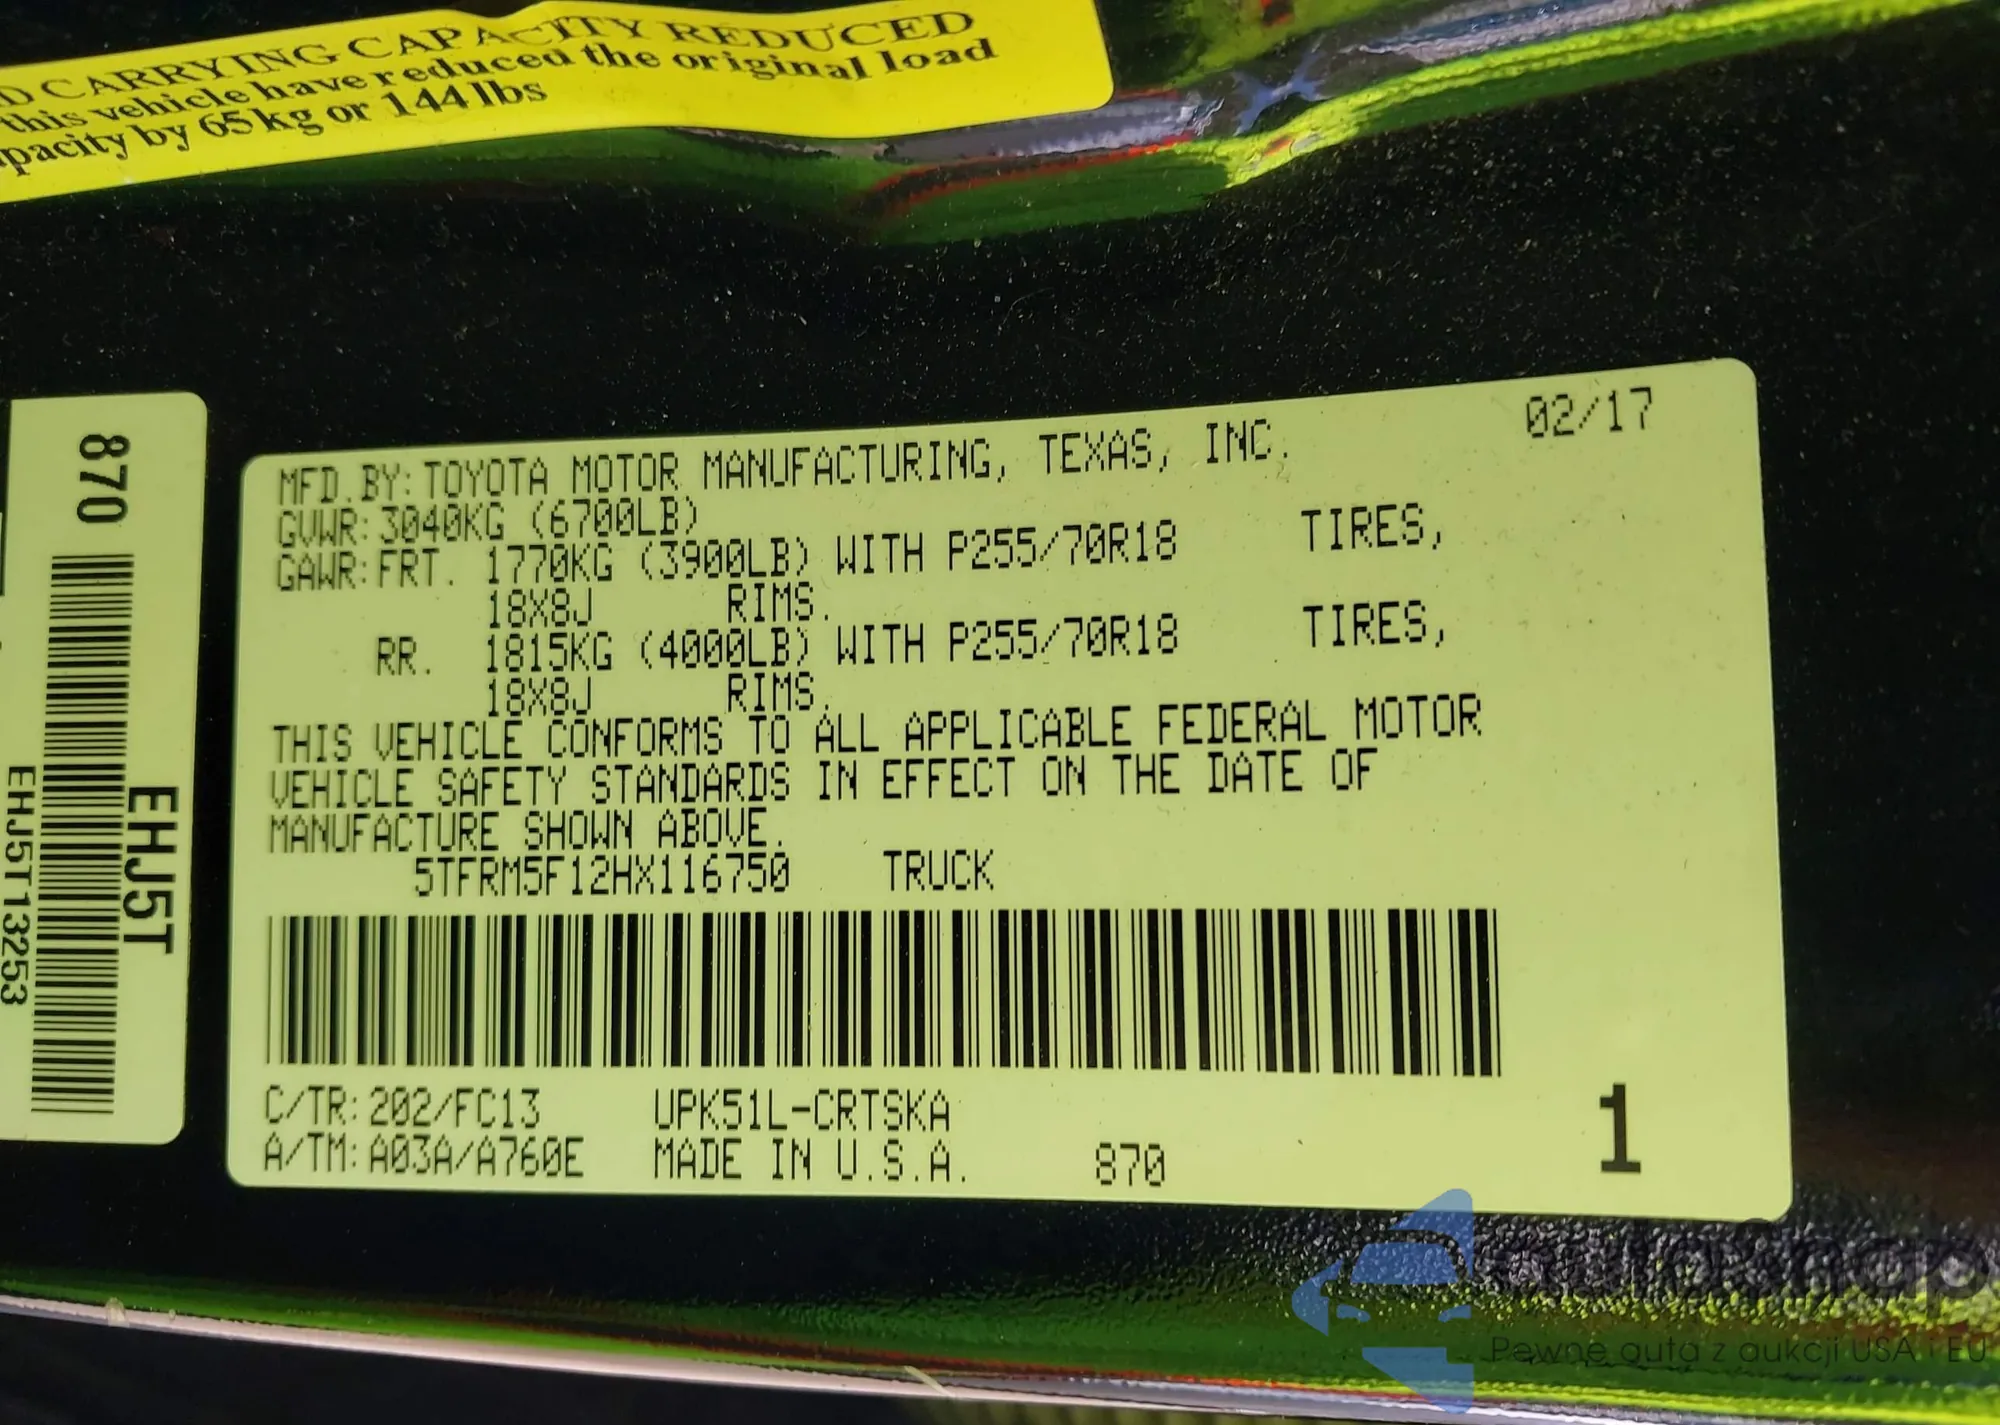 D CARRYING CAPACITY REDUCED
this vehicle have reduced the original load
pacity by 65kg or 144lbs
870
EHJ5T
EHJ5T13253
02/17
MFD.BY:TOYOTA MOTOR MANUFACTURING, TEXAS, INC.
GVWR:3040KG (6700LB)
GAWR:FRT. 1770KG (3900LB) WITH P255/70R18 TIRES,
18X8J RIMS.
RR. 1815KG (4000LB) WITH P255/70R18 TIRES,
18X8J RIMS.
THIS VEHICLE CONFORMS TO ALL APPLICABLE FEDERAL MOTOR
VEHICLE SAFETY STANDARDS IN EFFECT ON THE DATE OF
MANUFACTURE SHOWN ABOVE.
5TFRM5F12HX116750 TRUCK
C/TR:202/FC13 UPK51L-CRTSKA
A/TM:A03A/A760E MADE IN U.S.A. 870
1
autosnap
Pewne auta z aukcji USA i EU